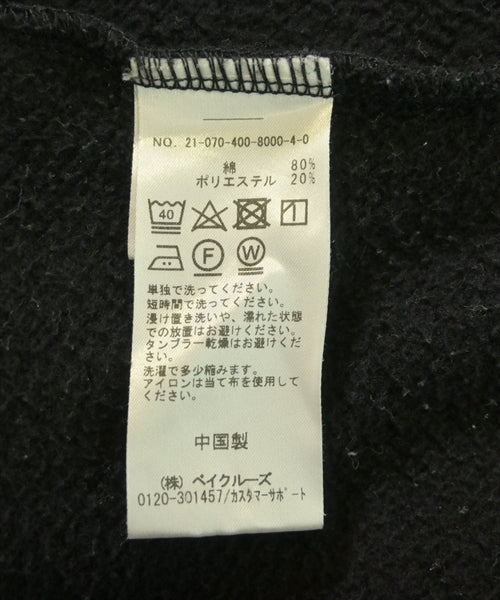 NO. 21-070-400-8000-4-0
綿 80%
ポリエステル 20%
40
F W
単独で洗ってください。
短時間で洗ってください。
浸け置き洗いや、濡れた状態
での放置はお避けください。
タンブラー乾燥はお避けくだ
さい。
洗濯で多少縮みます。
アイロンは当て布を使用して
ください。
中国製
(株) ベイクルーズ
0120-301457/カスタマーサポート